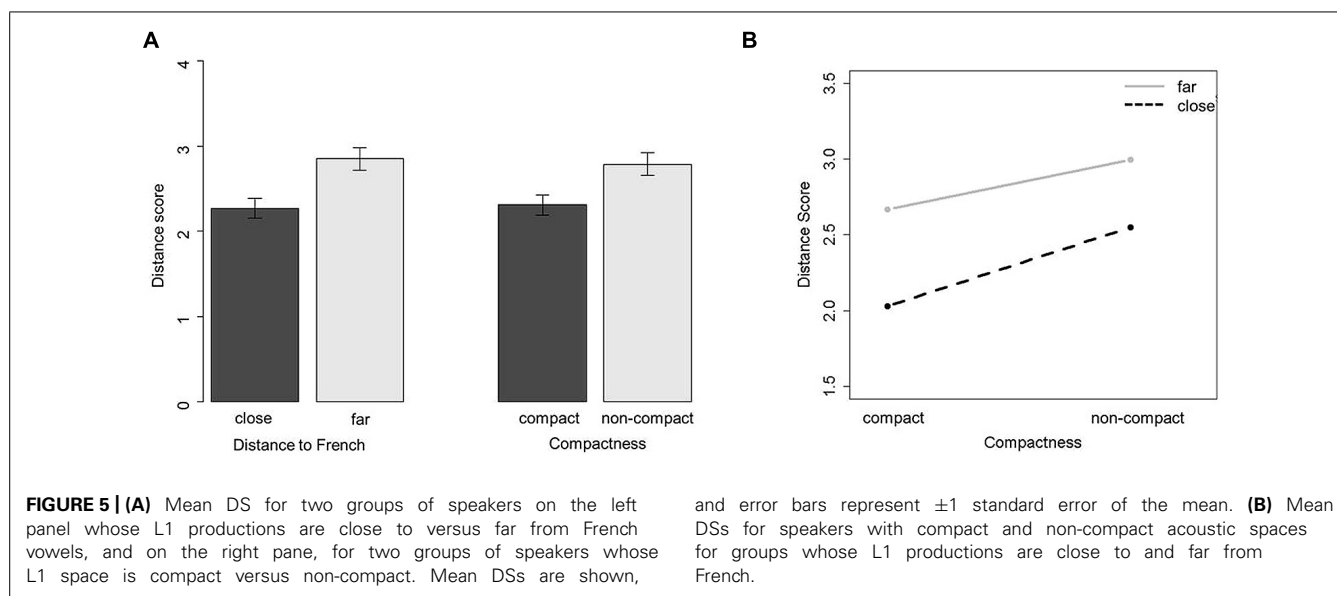 A
4
3
2
1
0
Distance score
close
far
compact
non-compact
Distance to French
Compactness
B
3.5
3.0
2.5
2.0
1.5
Distance Score
far
close
compact
non-compact
Compactness
FIGURE 5 | (A) Mean DS for two groups of speakers on the left
panel whose L1 productions are close to versus far from French
vowels, and on the right pane, for two groups of speakers whose
L1 space is compact versus non-compact. Mean DSs are shown,
and error bars represent ±1 standard error of the mean. (B) Mean
DSs for speakers with compact and non-compact acoustic spaces
for groups whose L1 productions are close to and far from
French.